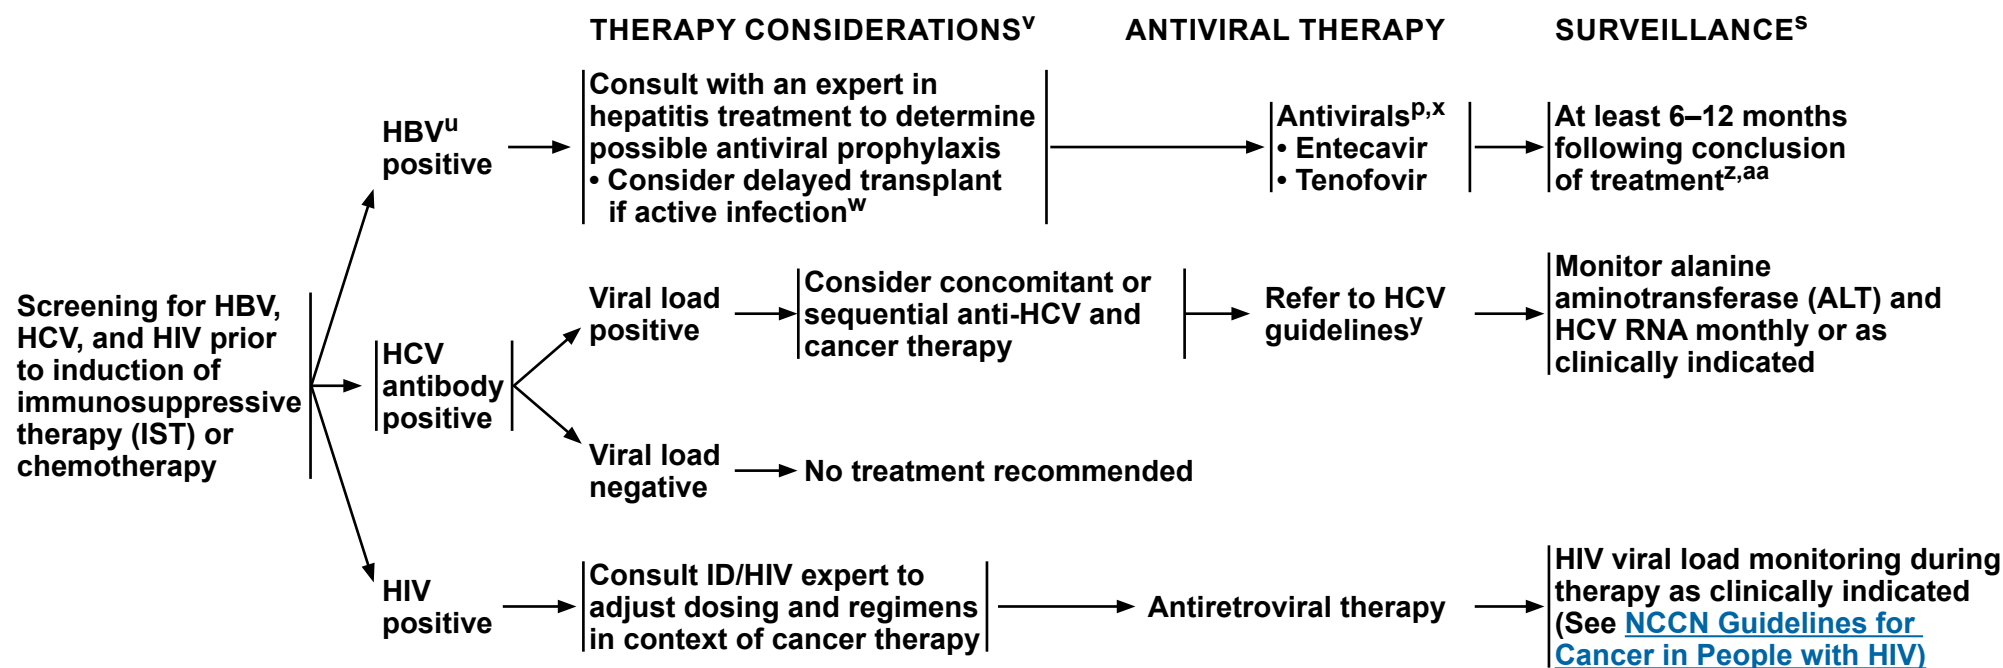 THERAPY CONSIDERATIONSv
ANTIVIRAL THERAPY
SURVEILLANCEs
Screening for HBV,
HCV, and HIV prior
to induction of
immunosuppressive
therapy (IST) or
chemotherapy
HBVu
positive
Consult with an expert in
hepatitis treatment to determine
possible antiviral prophylaxis
• Consider delayed transplant
if active infectionw
Antiviralsp,x
• Entecavir
• Tenofovir
At least 6–12 months
following conclusion
of treatmentz,aa
HCV
antibody
positive
Viral load
positive
Consider concomitant or
sequential anti-HCV and
cancer therapy
Refer to HCV
guidelinesy
Monitor alanine
aminotransferase (ALT) and
HCV RNA monthly or as
clinically indicated
Viral load
negative
No treatment recommended
HIV
positive
Consult ID/HIV expert to
adjust dosing and regimens
in context of cancer therapy
Antiretroviral therapy
HIV viral load monitoring during
therapy as clinically indicated
(See NCCN Guidelines for
Cancer in People with HIV)